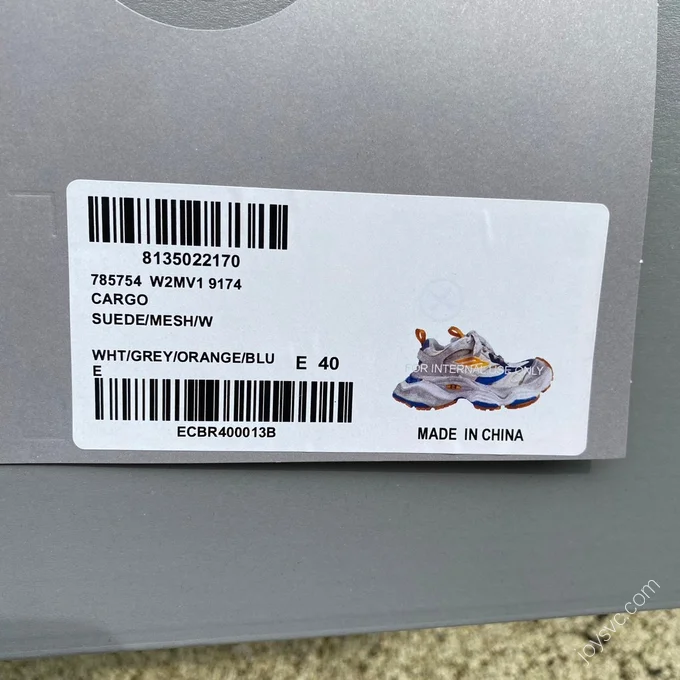 8135022170
785754 W2MV1 9174
CARGO
SUEDE/MESH/W
WHT/GREY/ORANGE/BLU E 40
E
ECBR400013B
FOR INTERNAL USE ONLY
MADE IN CHINA
joysvc.com